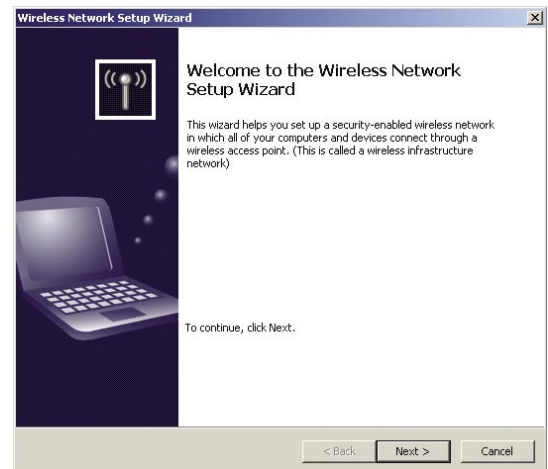 Wireless Network Setup Wizard
Welcome to the Wireless Network
Setup Wizard
This wizard helps you set up a security-enabled wireless network
in which all of your computers and devices connect through a
wireless access point. (This is called a wireless infrastructure
network)
To continue, click Next.
< Back
Next >
Cancel